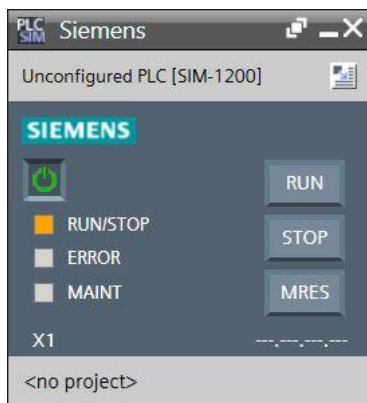 PLC SIM Siemens
Unconfigured PLC [SIM-1200]
SIEMENS
RUN
RUN/STOP
STOP
ERROR
MAINT
MRES
X1 ---.---.---.---
<no project>